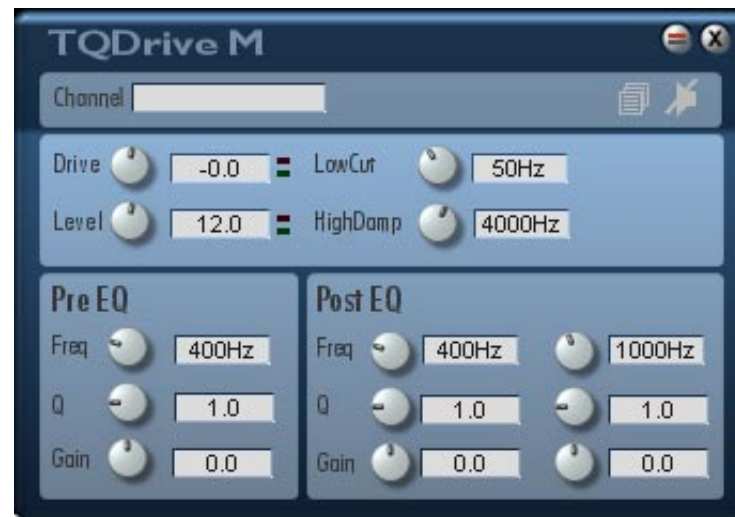 TQDrive M
X
Channel
Drive -0.0 LowCut 50Hz
Level 12.0 HighDamp 4000Hz
Pre EQ
Freq 400Hz
Q 1.0
Gain 0.0
Post EQ
Freq 400Hz 1000Hz
Q 1.0 1.0
Gain 0.0 0.0